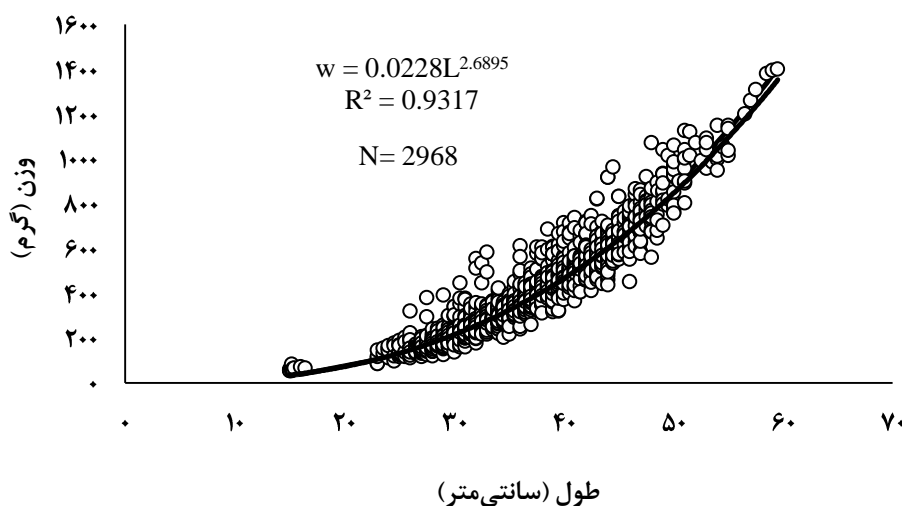 ۱۶۰۰
۱۴۰۰
۱۲۰۰
۱۰۰۰
۸۰۰
۶۰۰
۴۰۰
۲۰۰
۰
وزن (گرم)
w = 0.0228L^2.6895
R² = 0.9317
N= 2968
۰ ۱۰ ۲۰ ۳۰ ۴۰ ۵۰ ۶۰ ۷۰
طول (سانتی‌متر)